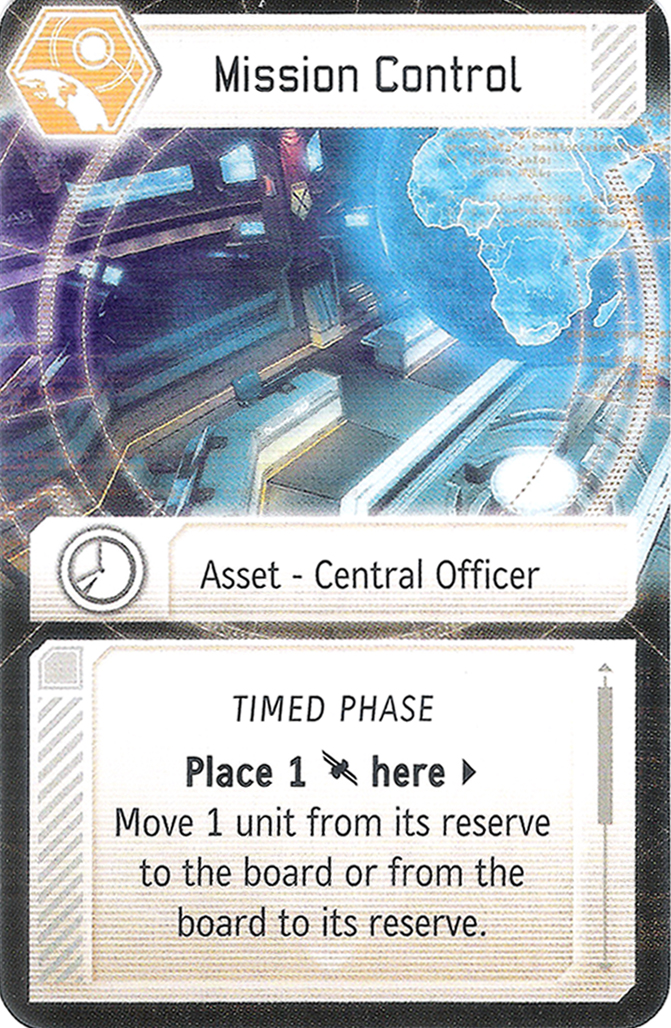 Mission Control
Asset - Central Officer
TIMED PHASE
Place 1 here
Move 1 unit from its reserve
to the board or from the
board to its reserve.